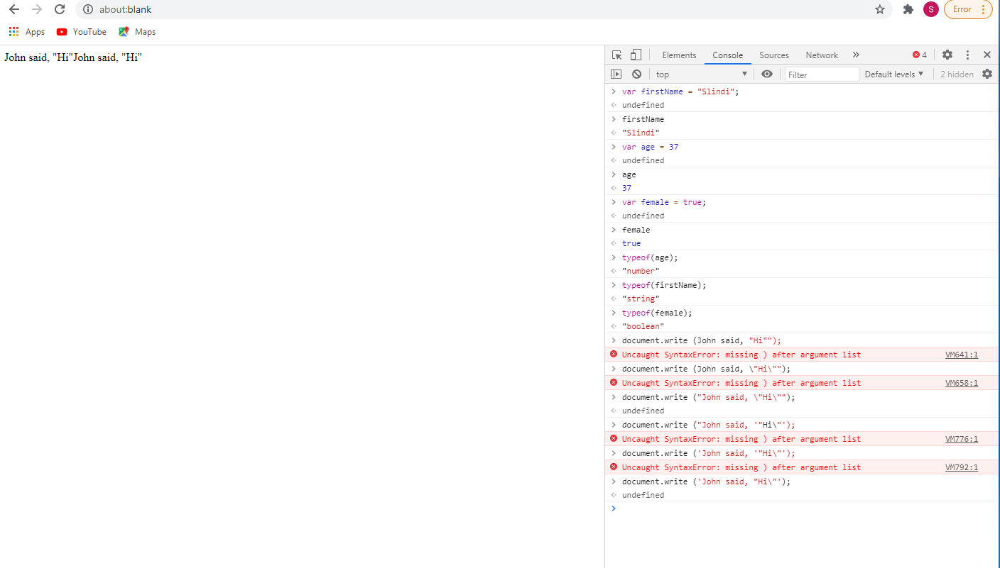 about:blank
S
Error
Apps YouTube Maps
John said, "Hi"John said, "Hi"
Elements Console Sources Network » 4
top ▼ Filter Default levels ▼ 2 hidden
> var firstName = "Slindi";
<· undefined
> firstName
<· "Slindi"
> var age = 37
<· undefined
> age
<· 37
> var female = true;
<· undefined
> female
<· true
> typeof(age);
<· "number"
> typeof(firstName);
<· "string"
> typeof(female);
<· "boolean"
> document.write (John said, "Hi"");
Uncaught SyntaxError: missing ) after argument list VM641:1
> document.write (John said, \"Hi\"");
Uncaught SyntaxError: missing ) after argument list VM658:1
> document.write ("John said, \"Hi\"");
<· undefined
> document.write ("John said, '"Hi\"');
Uncaught SyntaxError: missing ) after argument list VM776:1
> document.write ('John said, '"Hi\"');
Uncaught SyntaxError: missing ) after argument list VM792:1
> document.write ('John said, "Hi\"');
<· undefined
>